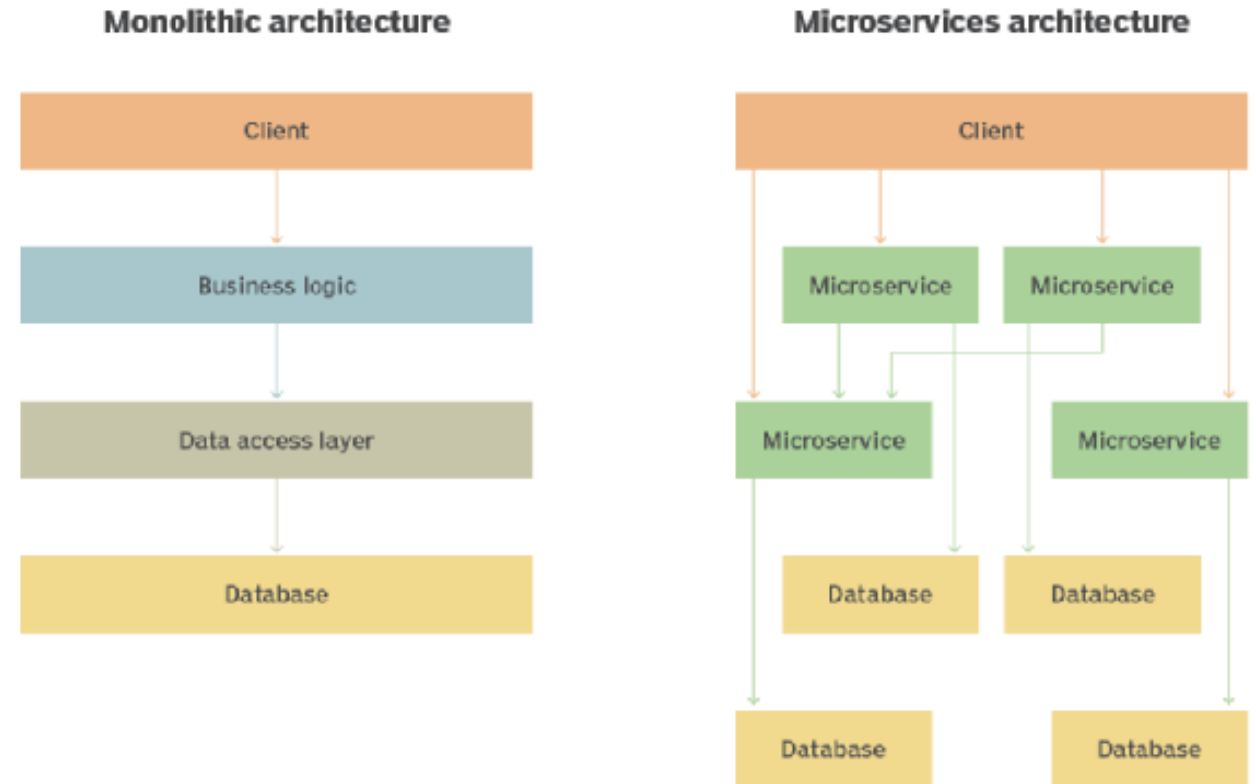 Monolithic architecture
Client
Business logic
Data access layer
Database
Microservices architecture
Client
Microservice
Microservice
Microservice
Microservice
Database
Database
Database
Database